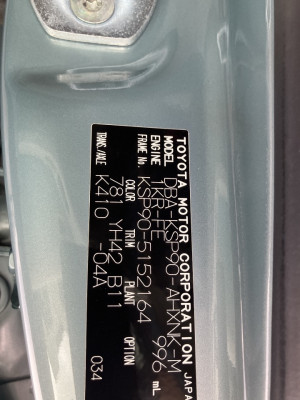 TOYOTA MOTOR CORPORATION JAPA
MODEL DBA-KSP90-AHXNK-M
ENGINE 1KR-FE 996 mL
FRAME No. KSP90-5152164
COLOR TRIM PLANT OPTION
781 YH42 B11
TRANS/AXLE K410 -04A 034